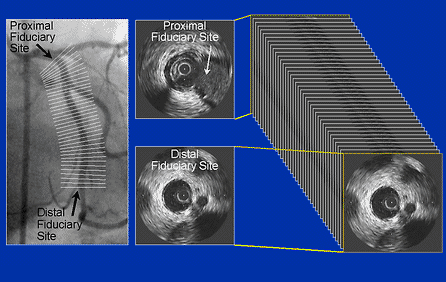 Proximal
Fiduciary
Site
Distal
Fiduciary
Site
Proximal
Fiduciary Site
Distal
Fiduciary Site